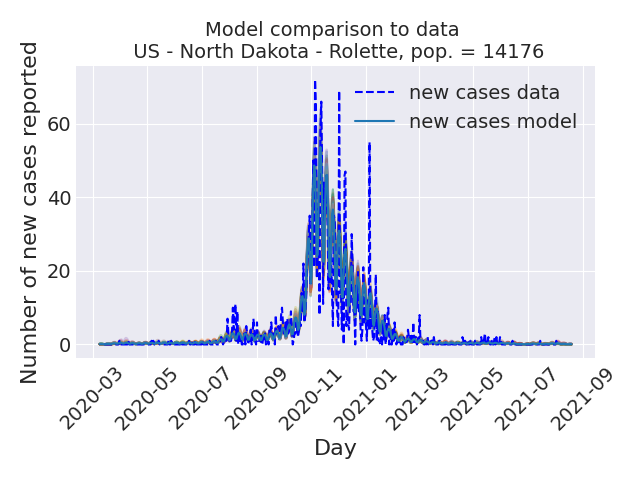 Model comparison to data
US - North Dakota - Rolette, pop. = 14176
Number of new cases reported
60
40
20
0
new cases data
new cases model
2020-03
2020-05
2020-07
2020-09
2020-11
2021-01
2021-03
2021-05
2021-07
2021-09
Day